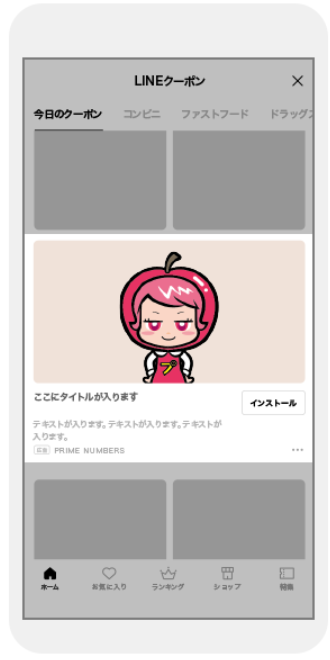 LINEクーポン
今日のクーポン コンビニ ファストフード ドラッグス
ここにタイトルが入ります
インストール
テキストが入ります。テキストが入ります。テキストが
入ります。
広告 PRIME NUMBERS
ホーム お気に入り ランキング ショップ 特集